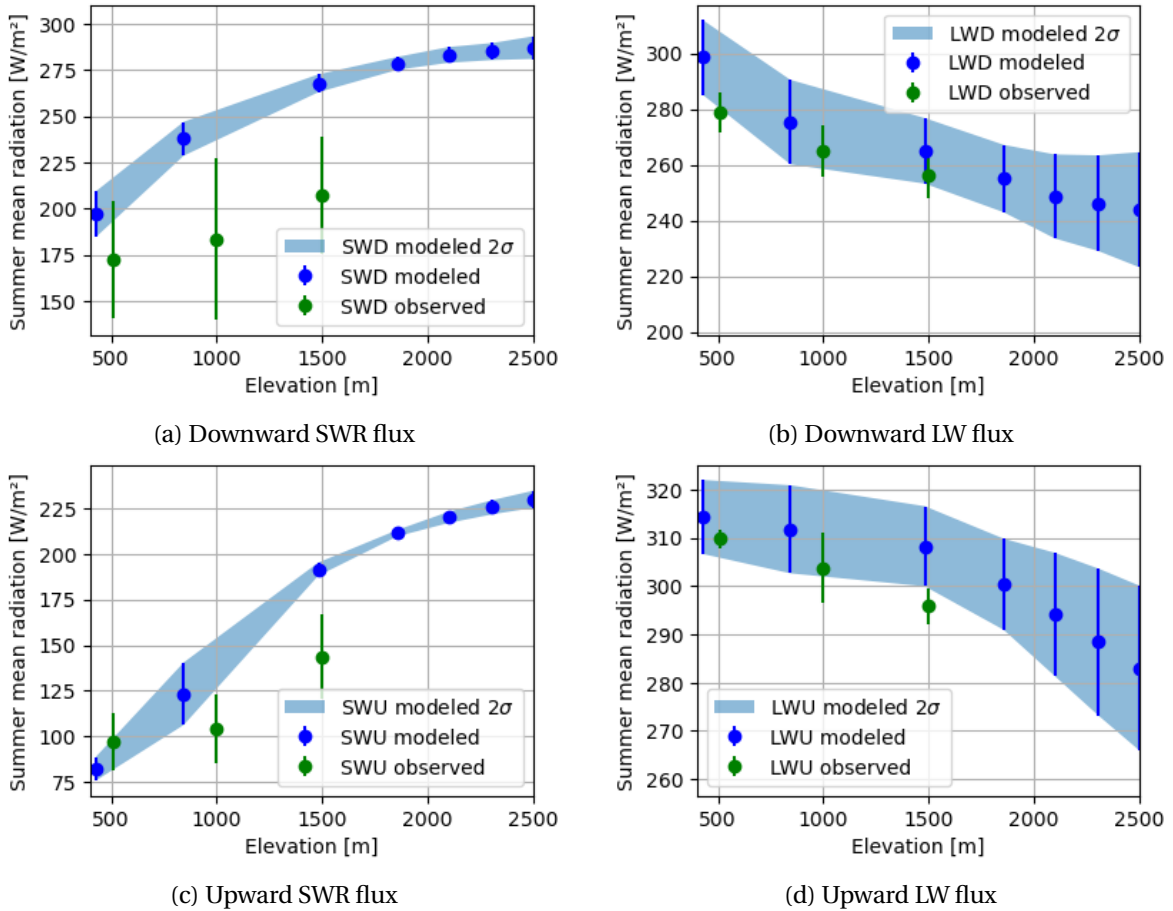 Summer mean radiation [W/m²]
300
275
250
225
200
175
150
SWD modeled 2σ
SWD modeled
SWD observed
500 1000 1500 2000 2500
Elevation [m]
(a) Downward SWR flux
Summer mean radiation [W/m²]
300
280
260
240
220
200
LWD modeled 2σ
LWD modeled
LWD observed
500 1000 1500 2000 2500
Elevation [m]
(b) Downward LW flux
Summer mean radiation [W/m²]
225
200
175
150
125
100
75
SWU modeled 2σ
SWU modeled
SWU observed
500 1000 1500 2000 2500
Elevation [m]
(c) Upward SWR flux
Summer mean radiation [W/m²]
320
310
300
290
280
270
260
LWU modeled 2σ
LWU modeled
LWU observed
500 1000 1500 2000 2500
Elevation [m]
(d) Upward LW flux